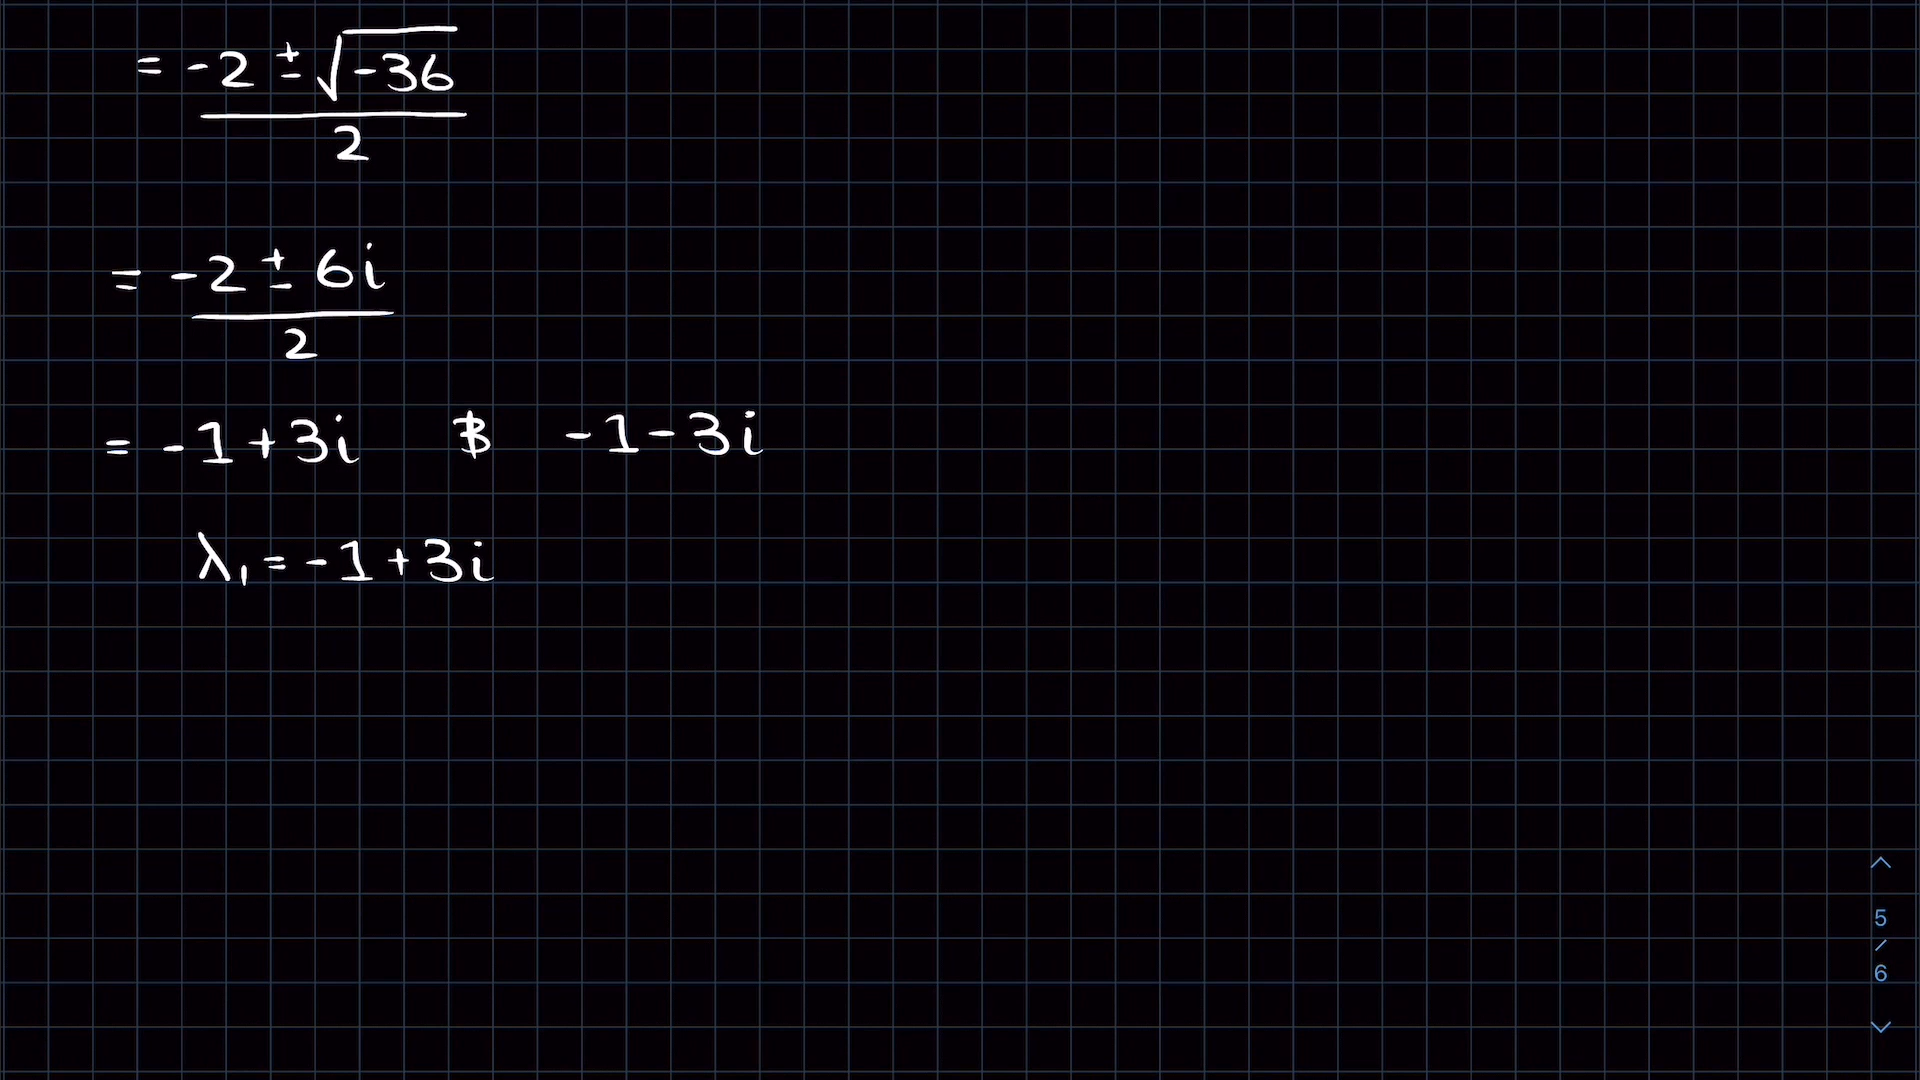 = -2 ± √-36
2
= -2 ± 6i
2
= -1 + 3i & -1 - 3i
λ₁ = -1 + 3i
5
/
6